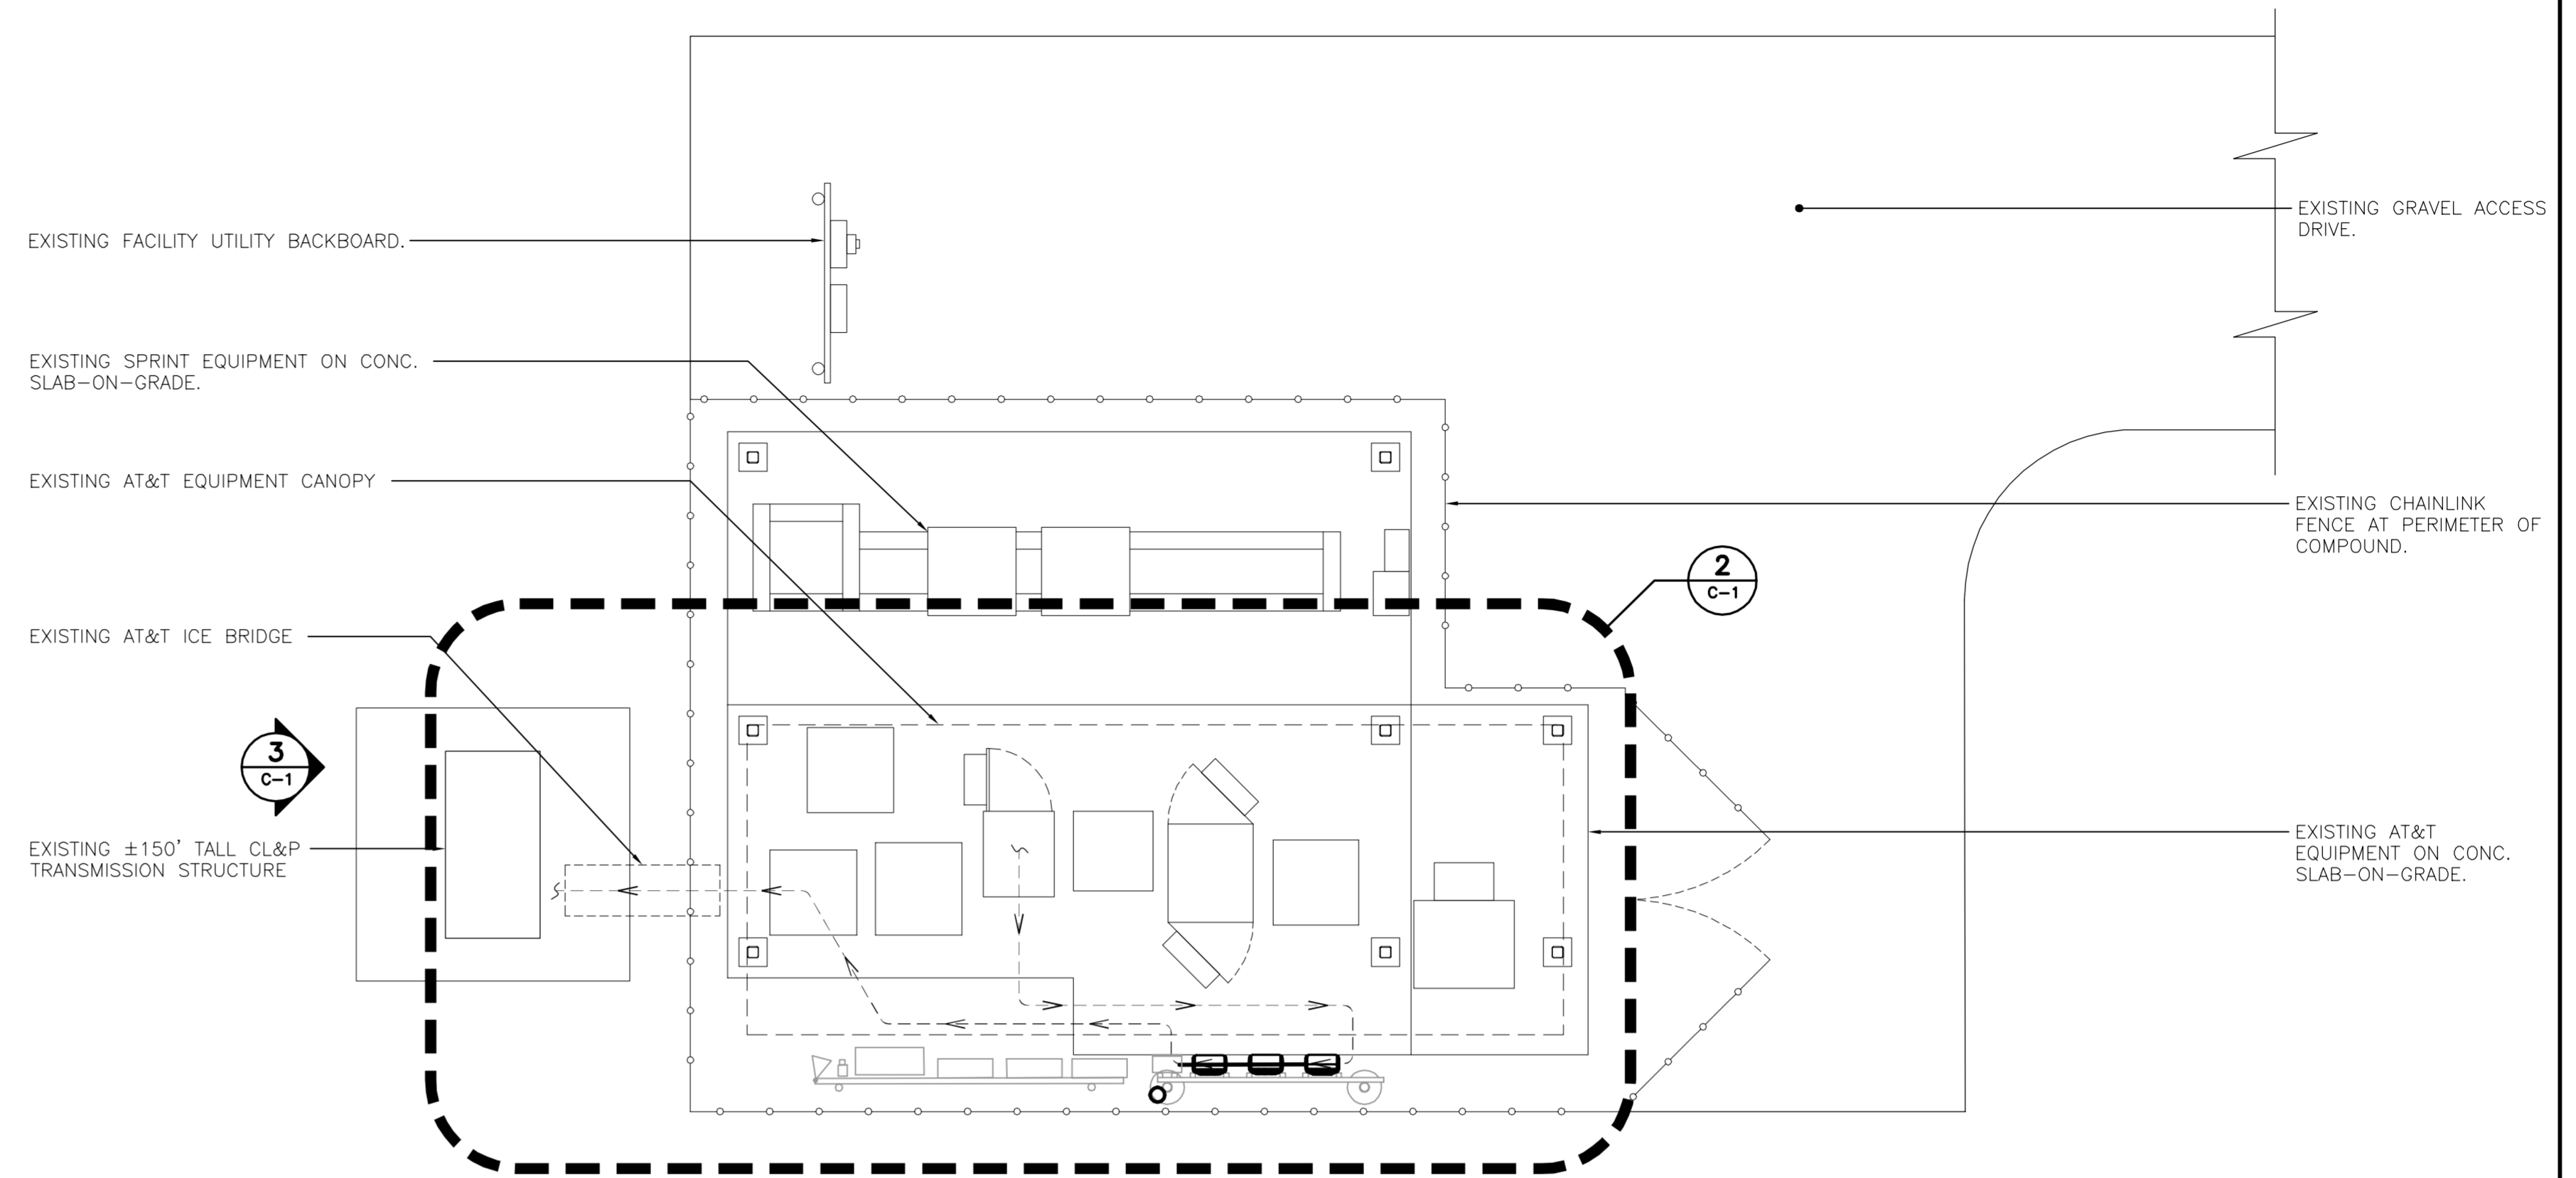 EXISTING GRAVEL ACCESS
DRIVE.
EXISTING FACILITY UTILITY BACKBOARD.
EXISTING SPRINT EQUIPMENT ON CONC.
SLAB-ON-GRADE.
EXISTING AT&T EQUIPMENT CANOPY
EXISTING CHAINLINK
FENCE AT PERIMETER OF
COMPOUND.
2
C-1
EXISTING AT&T ICE BRIDGE
3
C-1
EXISTING ±150' TALL CL&P
TRANSMISSION STRUCTURE
EXISTING AT&T
EQUIPMENT ON CONC.
SLAB-ON-GRADE.